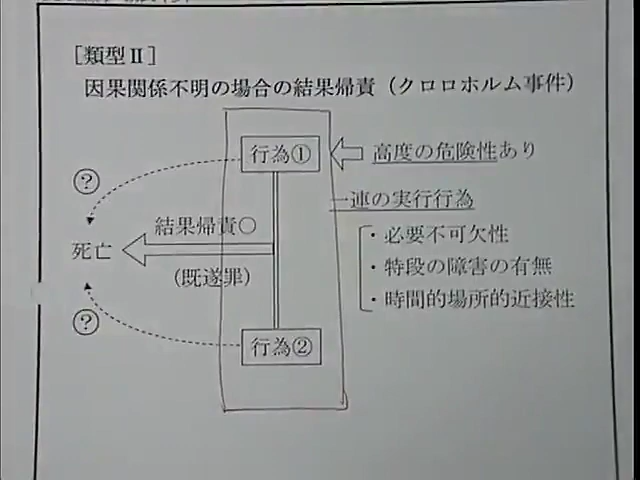 [類型Ⅱ]
因果関係不明の場合の結果帰責（クロロホルム事件）
行為①
高度の危険性あり
?
一連の実行行為
結果帰責○
・必要不可欠性
死亡
・特段の障害の有無
(既遂罪)
・時間的場所的近接性
?
行為②